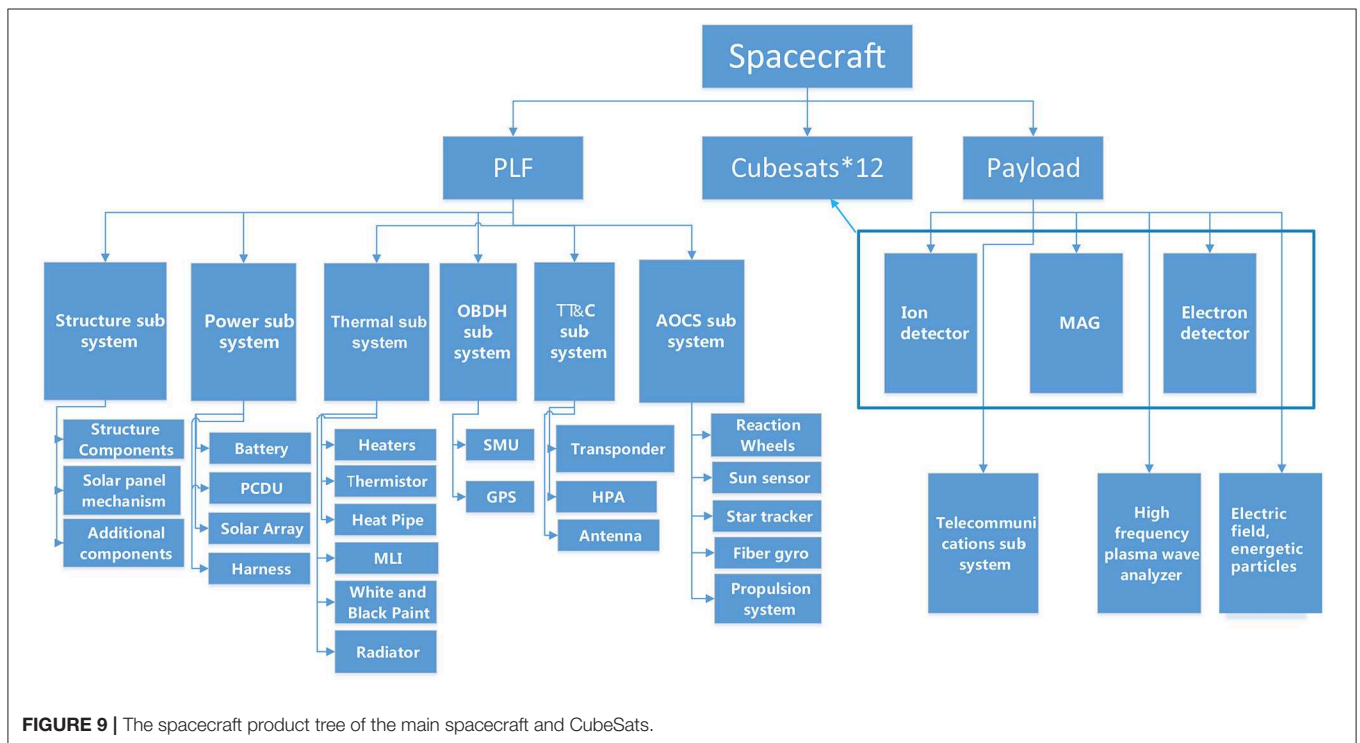 Spacecraft
PLF
Cubesats*12
Payload
Structure sub
system
Power sub
system
Thermal sub
system
OBDH
sub
system
TT&C
sub
system
AOCS sub
system
Ion
detector
MAG
Electron
detector
Structure
Components
Solar panel
mechanism
Additional
components
Battery
PCDU
Solar Array
Harness
Heaters
Thermistor
Heat Pipe
MLI
White and
Black Paint
Radiator
SMU
GPS
Transponder
HPA
Antenna
Reaction
Wheels
Sun sensor
Star tracker
Fiber gyro
Propulsion
system
Telecommuni
cations sub
system
High
frequency
plasma wave
analyzer
Electric
field,
energetic
particles
FIGURE 9 | The spacecraft product tree of the main spacecraft and CubeSats.